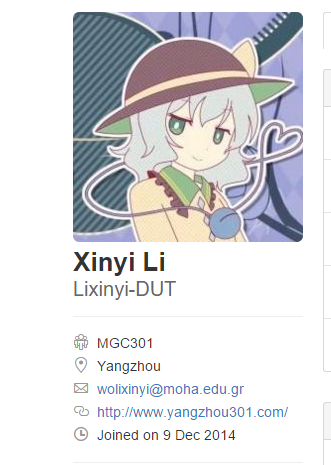 Xinyi Li
Lixinyi-DUT
MGC301
Yangzhou
wolixinyi@moha.edu.gr
http://www.yangzhou301.com/
Joined on 9 Dec 2014